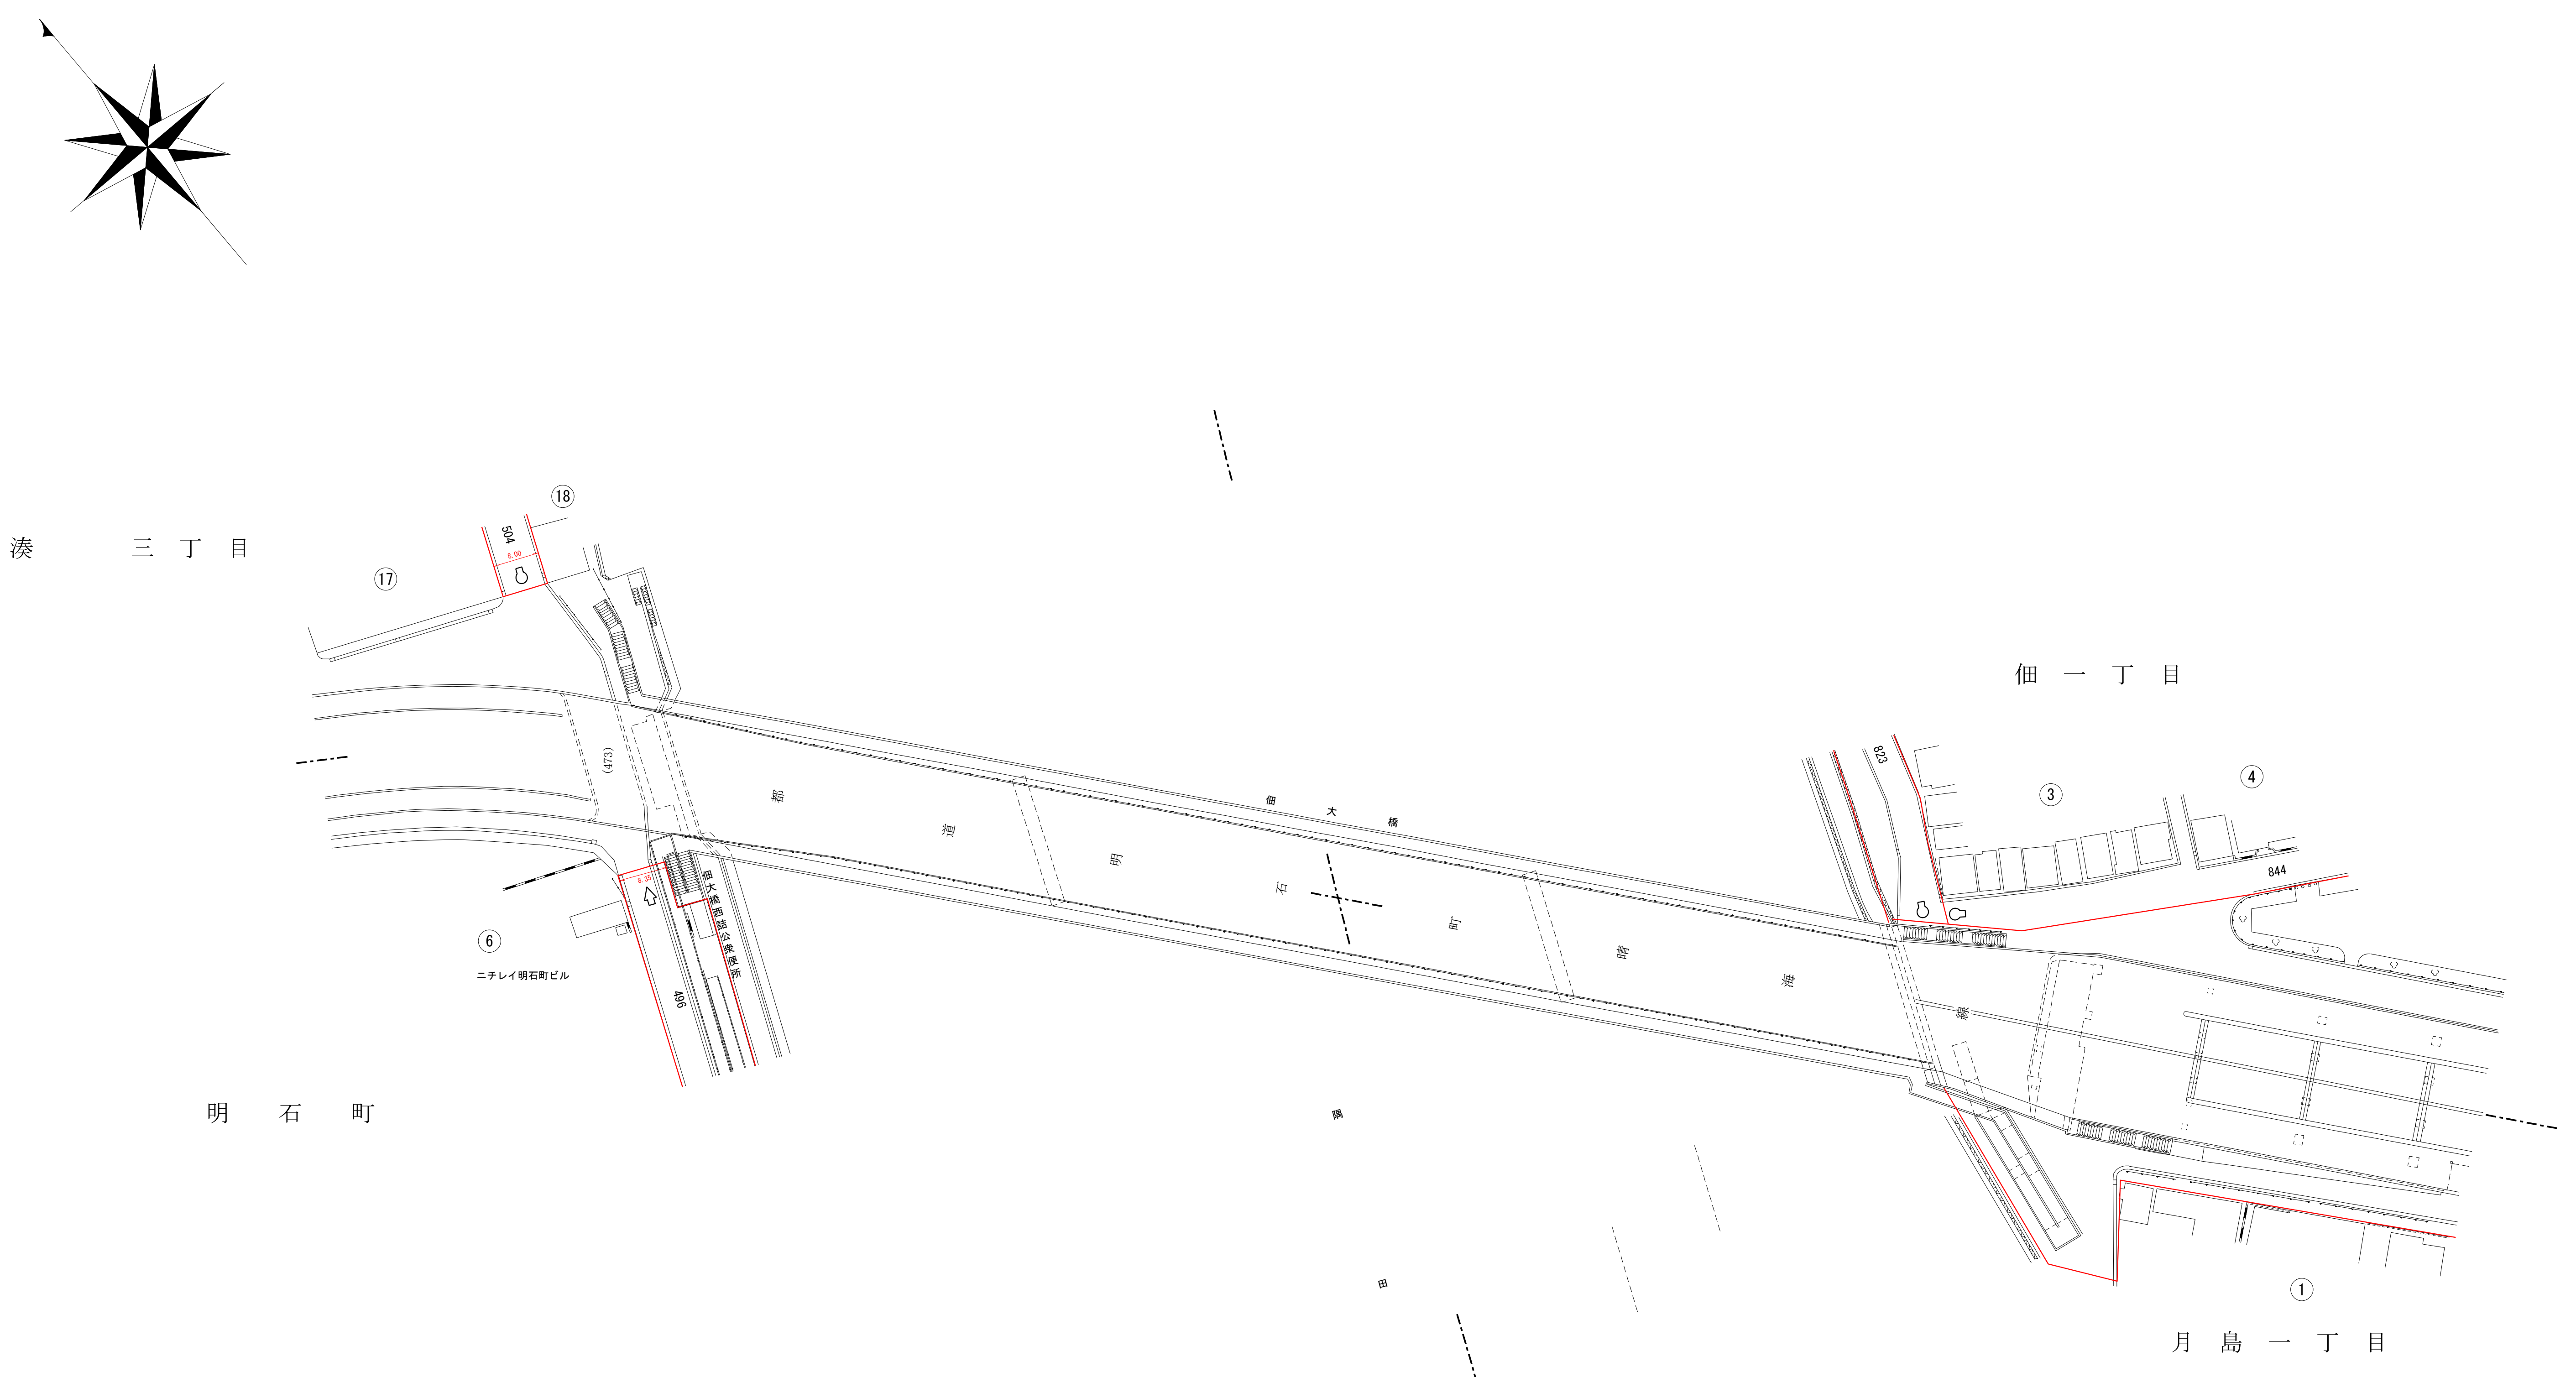 ⑱
504
8.00
湊 三丁目
⑰
佃一丁目
(473)
823
④
③
都道明石町晴海線
佃大橋
844
8.35
佃大橋西詰公衆便所
⑥
ニチレイ明石町ビル
496
明石町
隅田
①
月島一丁目